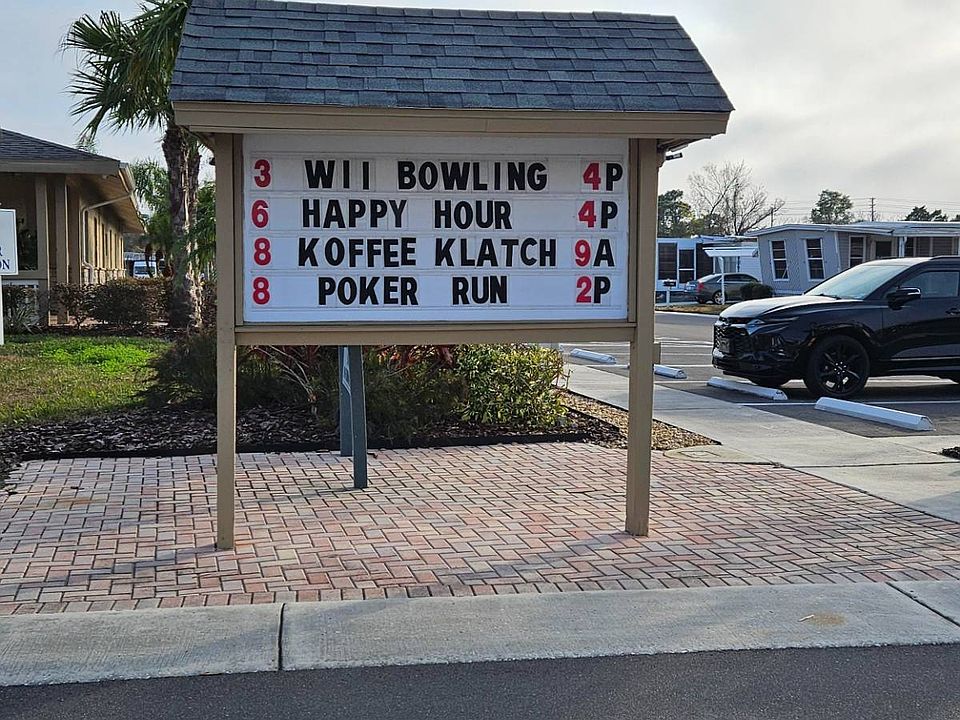 3 WII BOWLING 4P
6 HAPPY HOUR 4P
8 KOFFEE KLATCH 9A
8 POKER RUN 2P